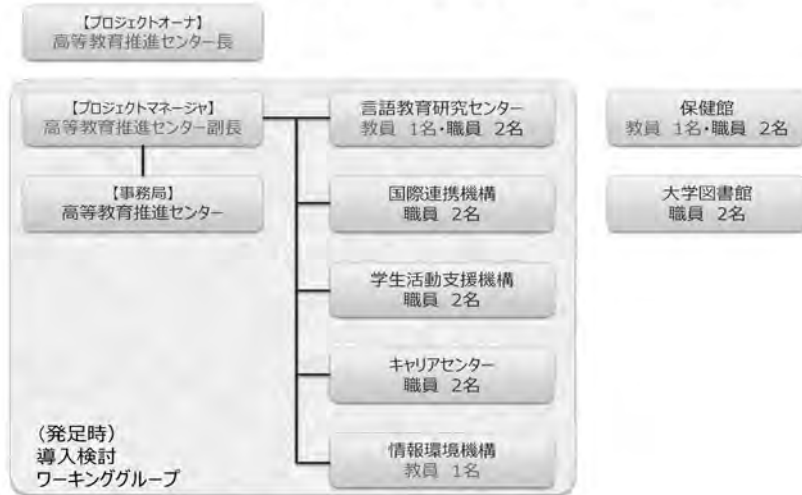 【プロジェクトオーナ】
高等教育推進センター長
【プロジェクトマネージャ】
高等教育推進センター副長
【事務局】
高等教育推進センター
言語教育研究センター
教員 1名・職員 2名
国際連携機構
職員 2名
学生活動支援機構
職員 2名
キャリアセンター
職員 2名
情報環境機構
教員 1名
保健館
教員 1名・職員 2名
大学図書館
職員 2名
(発足時)
導入検討
ワーキンググループ